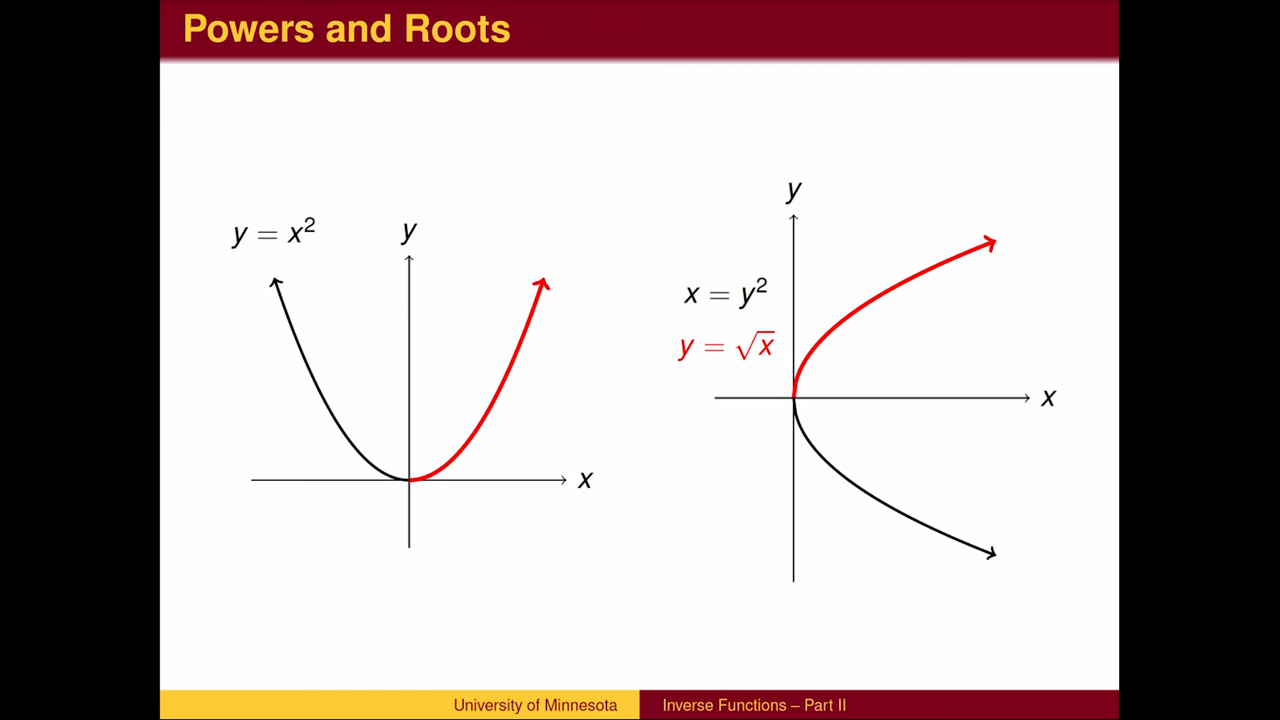 Powers and Roots
y = x²
y
x
y
x = y²
y = √x
x
University of Minnesota
Inverse Functions – Part II